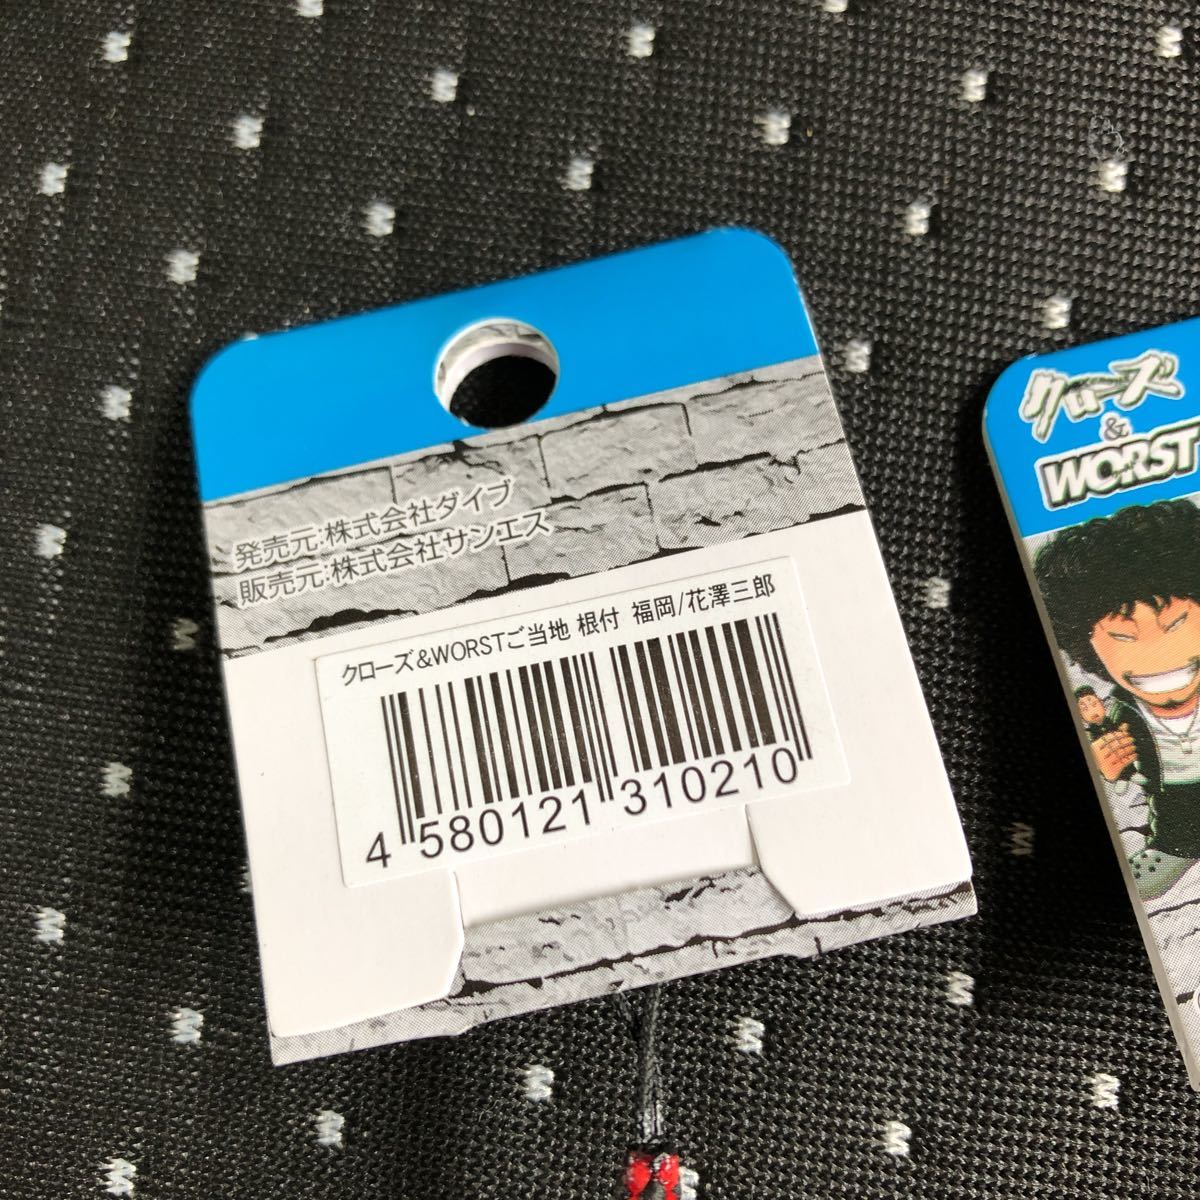 発売元:株式会社ダイブ
販売元:株式会社サンエス
クローズ&WORSTご当地 根付 福岡/花澤三郎
4 580121 310210
クローズ
&
WORST